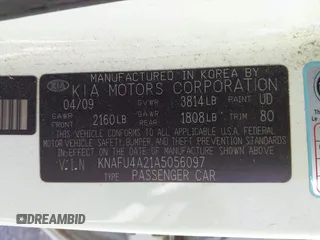 MANUFACTURED IN KOREA BY
KIA KIA MOTORS CORPORATION
04/09 GVWR 3814LB PAINT UD
GAWR FRONT 2160LB GAWR 1808LB TRIM 80
THIS VEHICLE CONFORMS TO ALL APPLICABLE FEDERAL
MOTOR VEHICLE SAFETY, BUMPER, AND THEFT PREVENTION STANDARDS
IN EFFECT ON THE DATE OF MANUFACTURE SHOWN ABOVE.
V.I.N KNAFU4A21A5056097
TYPE PASSENGER CAR